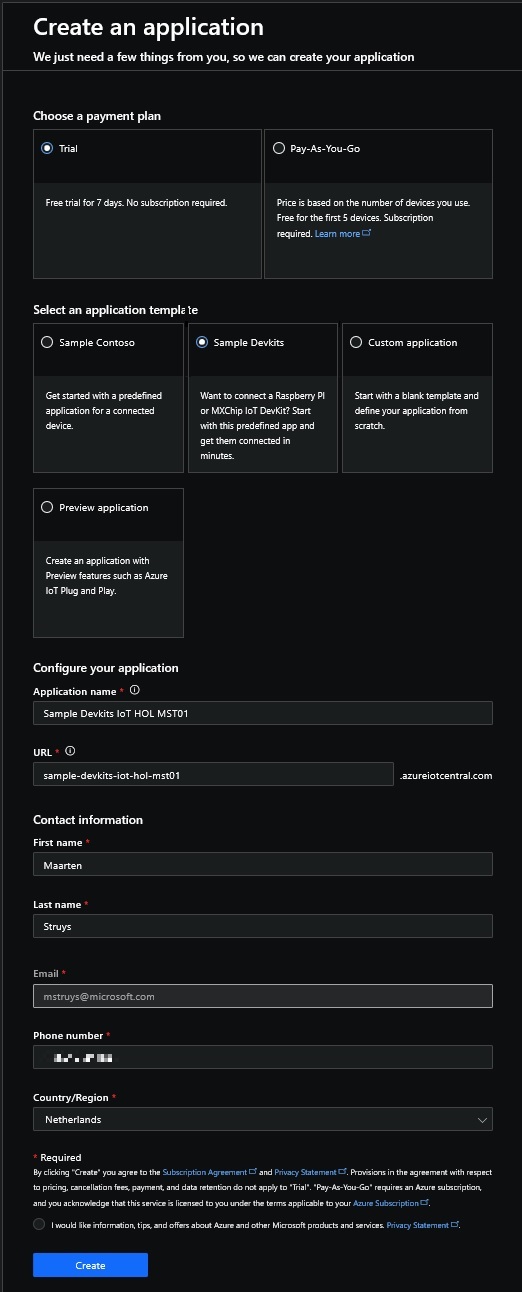 Create an application
We just need a few things from you, so we can create your application
Choose a payment plan
Trial
Free trial for 7 days. No subscription required.
Pay-As-You-Go
Price is based on the number of devices you use.
Free for the first 5 devices. Subscription
required. Learn more
Select an application template
Sample Contoso
Get started with a predefined
application for a connected
device.
Sample Devkits
Want to connect a Raspberry PI
or MXChip IoT DevKit? Start
with this predefined app and
get them connected in
minutes.
Custom application
Start with a blank template and
define your application from
scratch.
Preview application
Create an application with
Preview features such as Azure
IoT Plug and Play.
Configure your application
Application name *
Sample Devkits IoT HOL MST01
URL *
sample-devkits-iot-hol-mst01
.azureiotcentral.com
Contact information
First name *
Maarten
Last name *
Struys
Email *
mstruys@microsoft.com
Phone number *
Country/Region *
Netherlands
* Required
By clicking "Create" you agree to the Subscription Agreement and Privacy Statement. Provisions in the agreement with respect
to pricing, cancellation fees, payment, and data retention do not apply to "Trial". "Pay-As-You-Go" requires an Azure subscription,
and you acknowledge that this service is licensed to you under the terms applicable to your Azure Subscription.
I would like information, tips, and offers about Azure and other Microsoft products and services. Privacy Statement.
Create